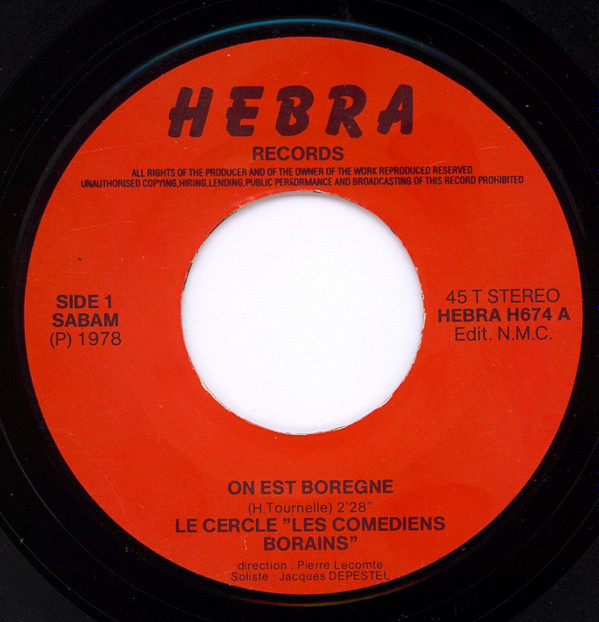 HEBRA
RECORDS
ALL RIGHTS OF THE PRODUCER AND OF THE OWNER OF THE WORK REPRODUCED RESERVED
UNAUTHORISED COPYING,HIRING,LENDING,PUBLIC PERFORMANCE AND BROADCASTING OF THIS RECORD PROHIBITED
SIDE 1
SABAM
(P) 1978
45 T STEREO
HEBRA H674 A
Edit. N.M.C.
ON EST BOREGNE
(H.Tournelle) 2'28"
LE CERCLE "LES COMEDIENS
BORAINS"
direction : Pierre Lecomte
Soliste : Jacques DEPESTEL